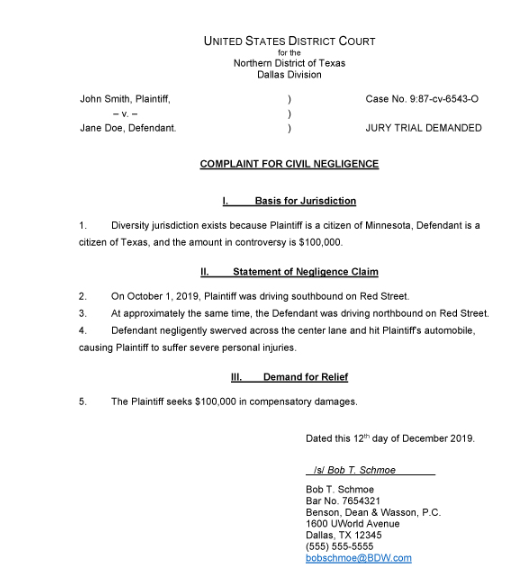 UNITED STATES DISTRICT COURT
for the
Northern District of Texas
Dallas Division
John Smith, Plaintiff, ) Case No. 9:87-cv-6543-O
– v. – )
Jane Doe, Defendant. ) JURY TRIAL DEMANDED
COMPLAINT FOR CIVIL NEGLIGENCE
I. Basis for Jurisdiction
1. Diversity jurisdiction exists because Plaintiff is a citizen of Minnesota, Defendant is a
citizen of Texas, and the amount in controversy is $100,000.
II. Statement of Negligence Claim
2. On October 1, 2019, Plaintiff was driving southbound on Red Street.
3. At approximately the same time, the Defendant was driving northbound on Red Street.
4. Defendant negligently swerved across the center lane and hit Plaintiff's automobile,
causing Plaintiff to suffer severe personal injuries.
III. Demand for Relief
5. The Plaintiff seeks $100,000 in compensatory damages.
Dated this 12th day of December 2019.
/s/ Bob T. Schmoe
Bob T. Schmoe
Bar No. 7654321
Benson, Dean & Wasson, P.C.
1600 UWorld Avenue
Dallas, TX 12345
(555) 555-5555
bobschmoe@BDW.com